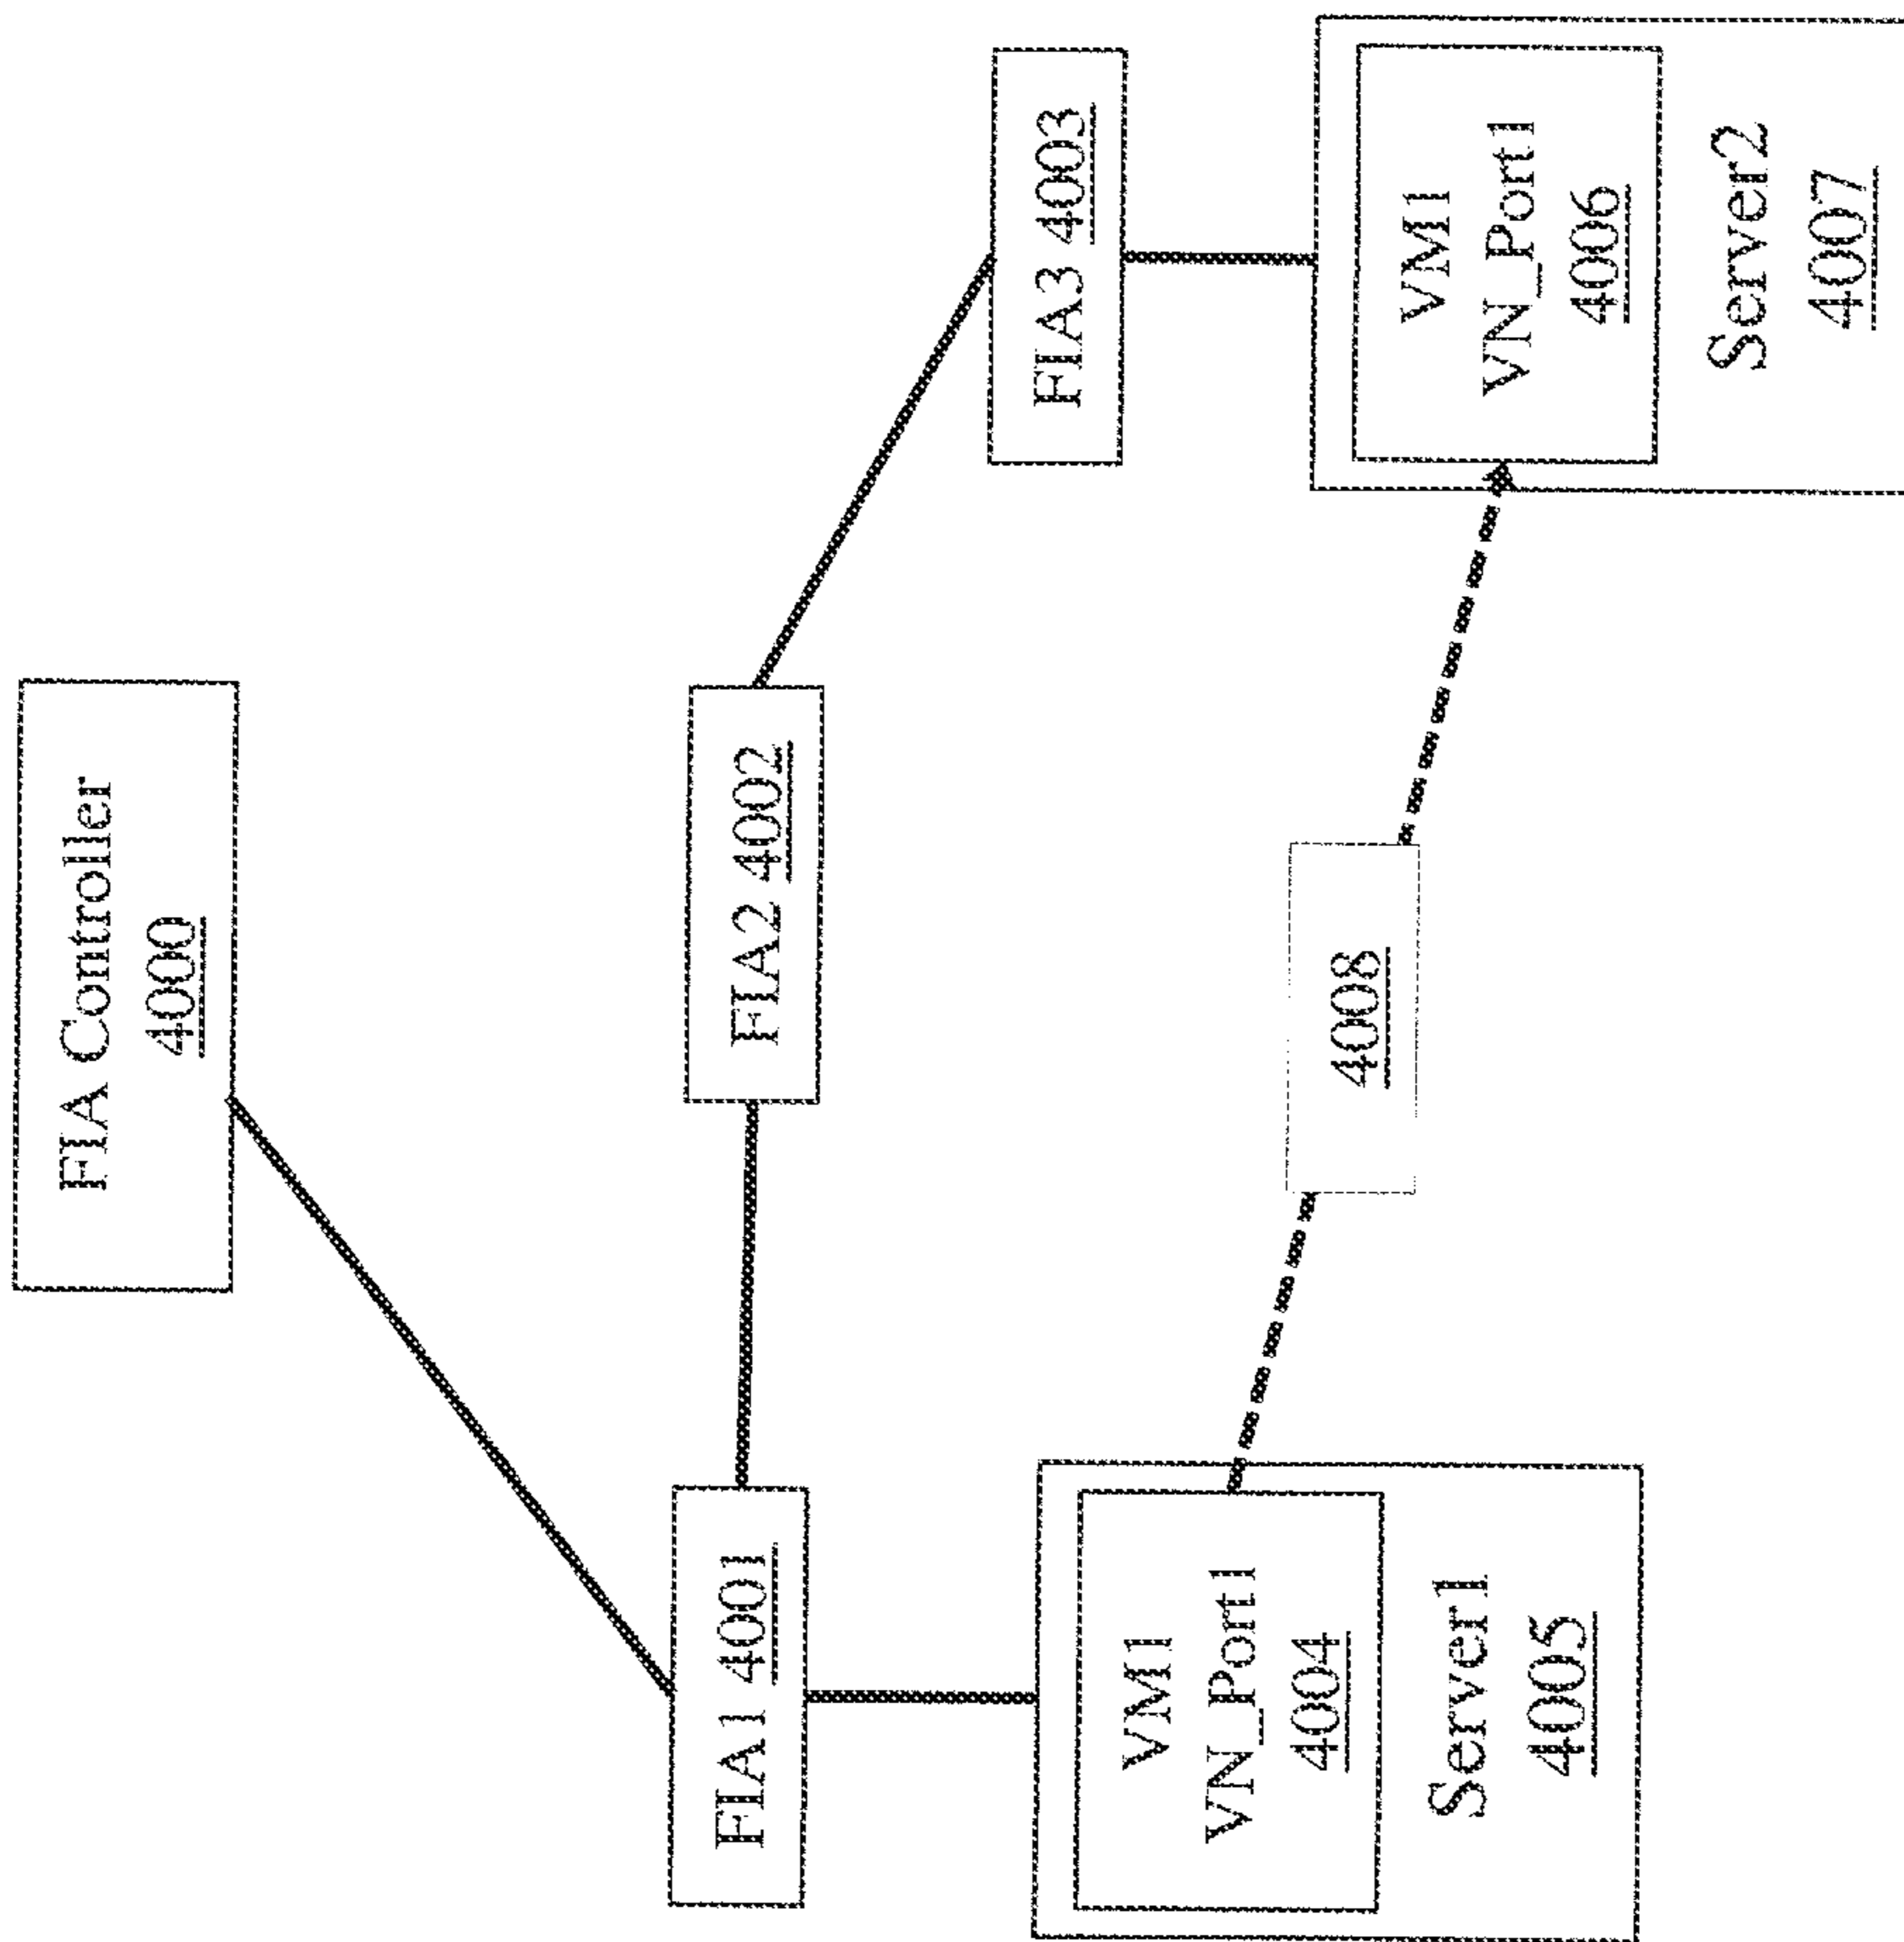 FIA Controller
4000
FIA1 4001
FIA2 4002
FIA3 4003
VM1
VN_Port1
4004
Server1
4005
4008
VM1
VN_Port1
4006
Server2
4007